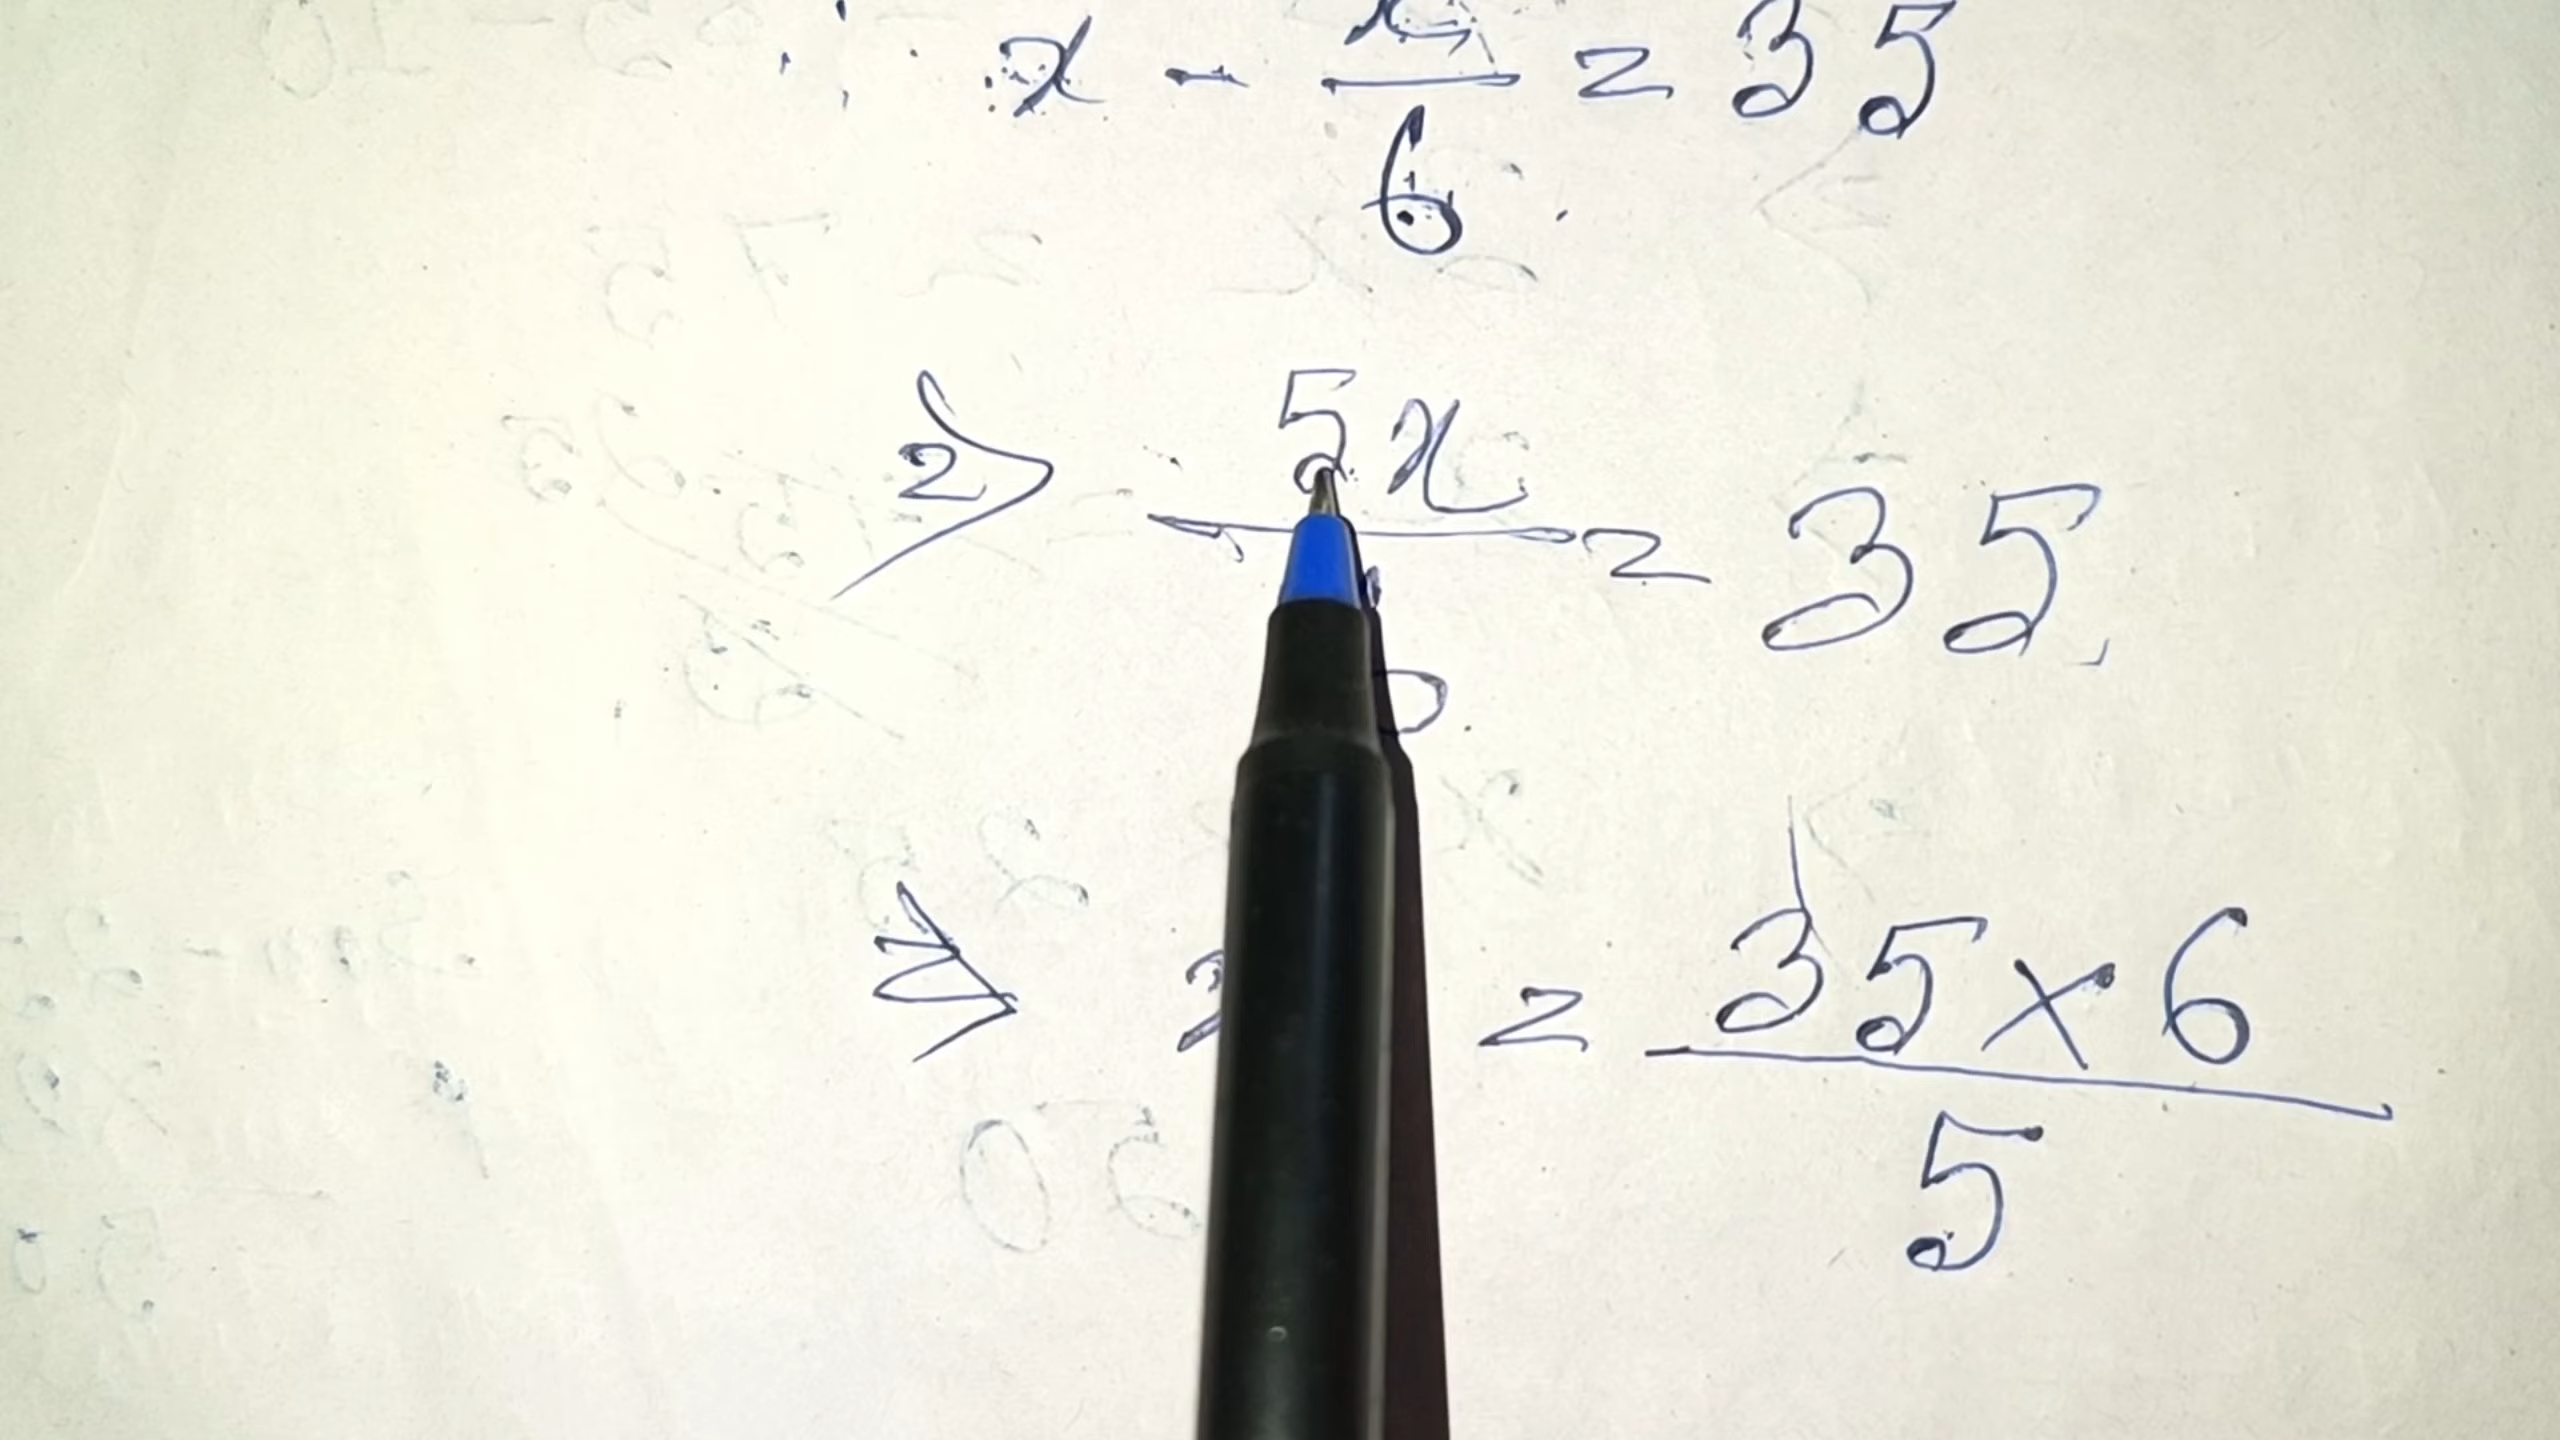 ∴ x - x/6 = 35
⇒ 5x/6 = 35
⇒ x = 35×6/5